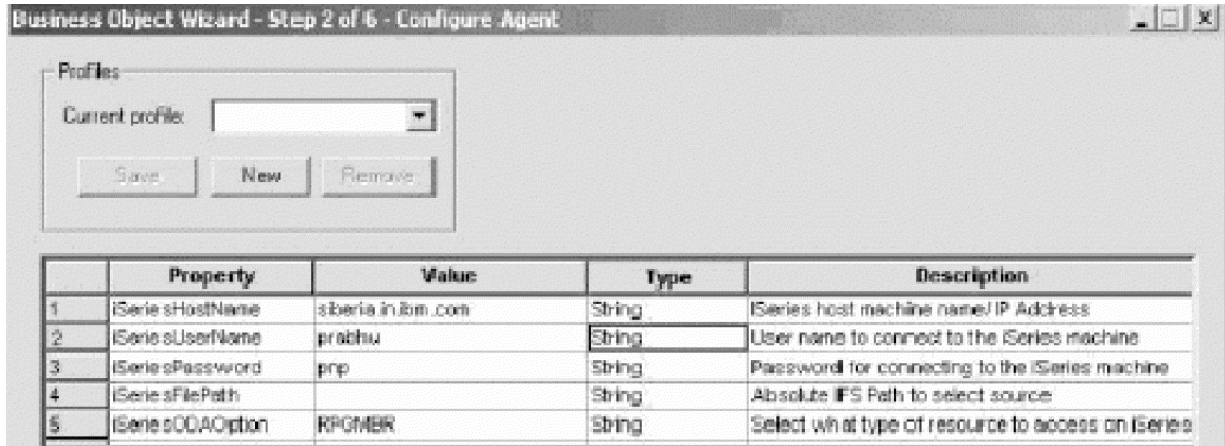 Business Object Wizard - Step 2 of 6 - Configure Agent
Profiles
Current profile:
Save New Remove
Property Value Type Description
1 iSeriesHostName siberia.in.ibm.com String iSeries host machine name/ IP Address
2 iSeriesUserName prabhu String User name to connect to the iSeries machine
3 iSeriesPassword pnp String Password for connecting to the iSeries machine
4 iSeriesFilePath String Absolute IFS Path to select source
5 iSeriesODAOption RPGMBR String Select what type of resource to access on iSeries